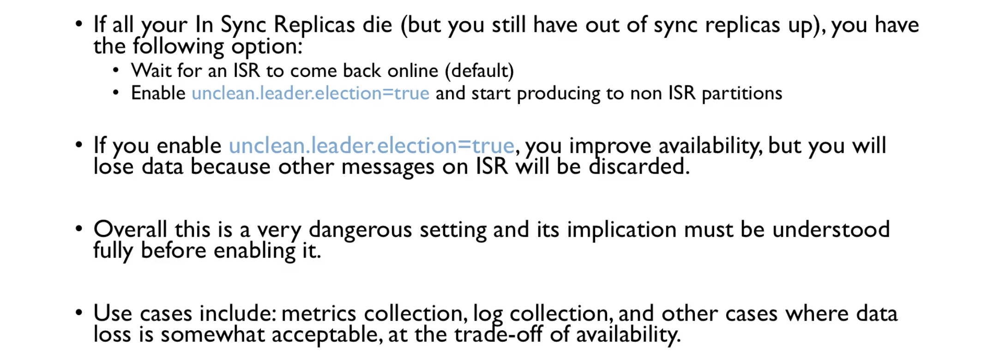 • If all your In Sync Replicas die (but you still have out of sync replicas up), you have
the following option:
• Wait for an ISR to come back online (default)
• Enable unclean.leader.election=true and start producing to non ISR partitions
• If you enable unclean.leader.election=true, you improve availability, but you will
lose data because other messages on ISR will be discarded.
• Overall this is a very dangerous setting and its implication must be understood
fully before enabling it.
• Use cases include: metrics collection, log collection, and other cases where data
loss is somewhat acceptable, at the trade-off of availability.